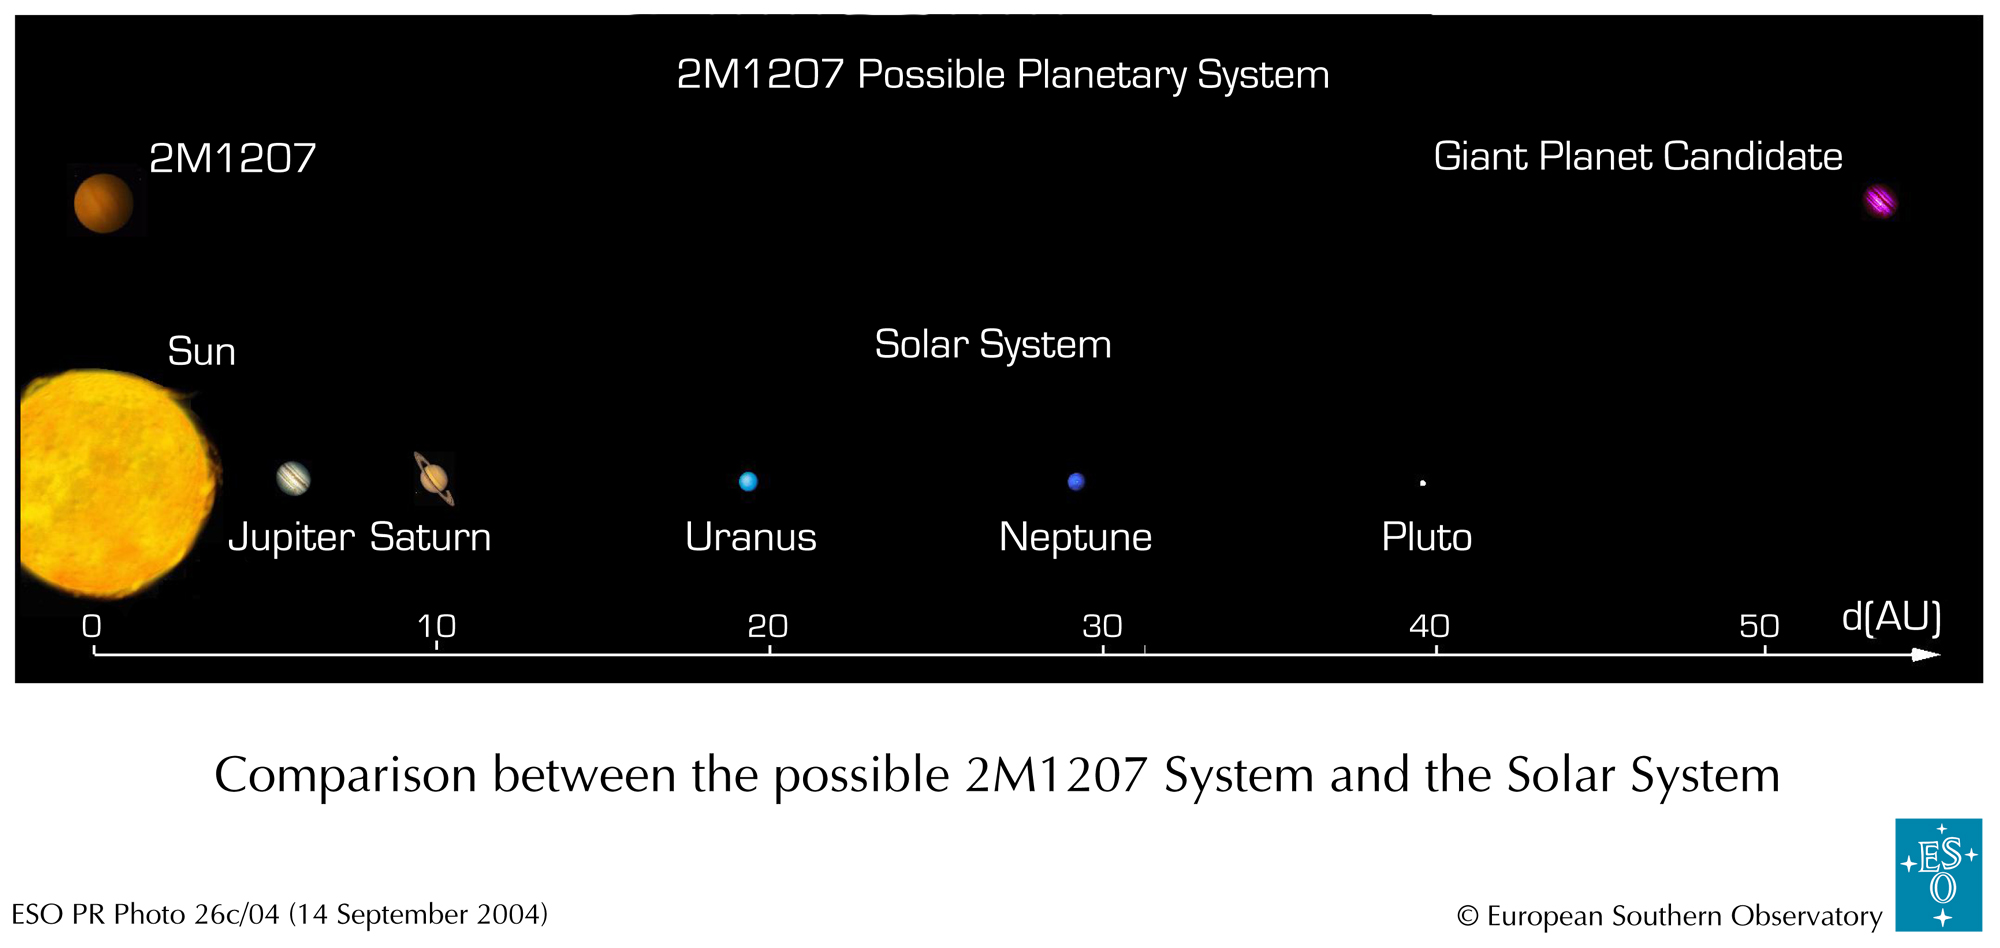 2M1207 Possible Planetary System
2M1207
Giant Planet Candidate
Sun
Solar System
Jupiter Saturn Uranus Neptune Pluto
0 10 20 30 40 50 d(AU)
Comparison between the possible 2M1207 System and the Solar System
ESO PR Photo 26c/04 (14 September 2004)
© European Southern Observatory
ES
O